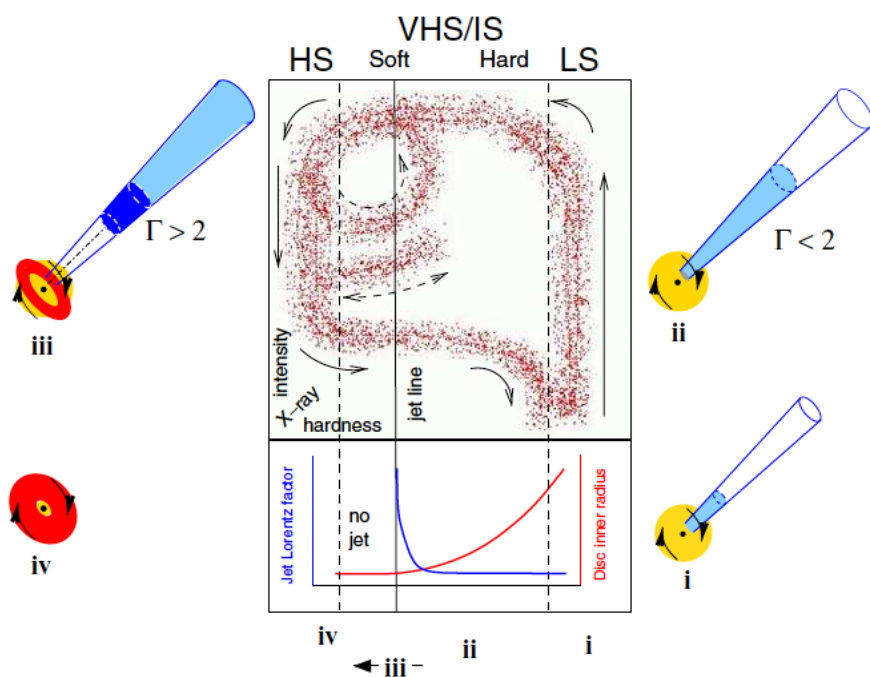 VHS/IS
HS Soft Hard LS
Γ > 2
Γ < 2
iii
ii
X-ray
intensity
hardness
jet line
Jet Lorentz factor
no
jet
Disc inner radius
iv
i
iv
ii
i
iii